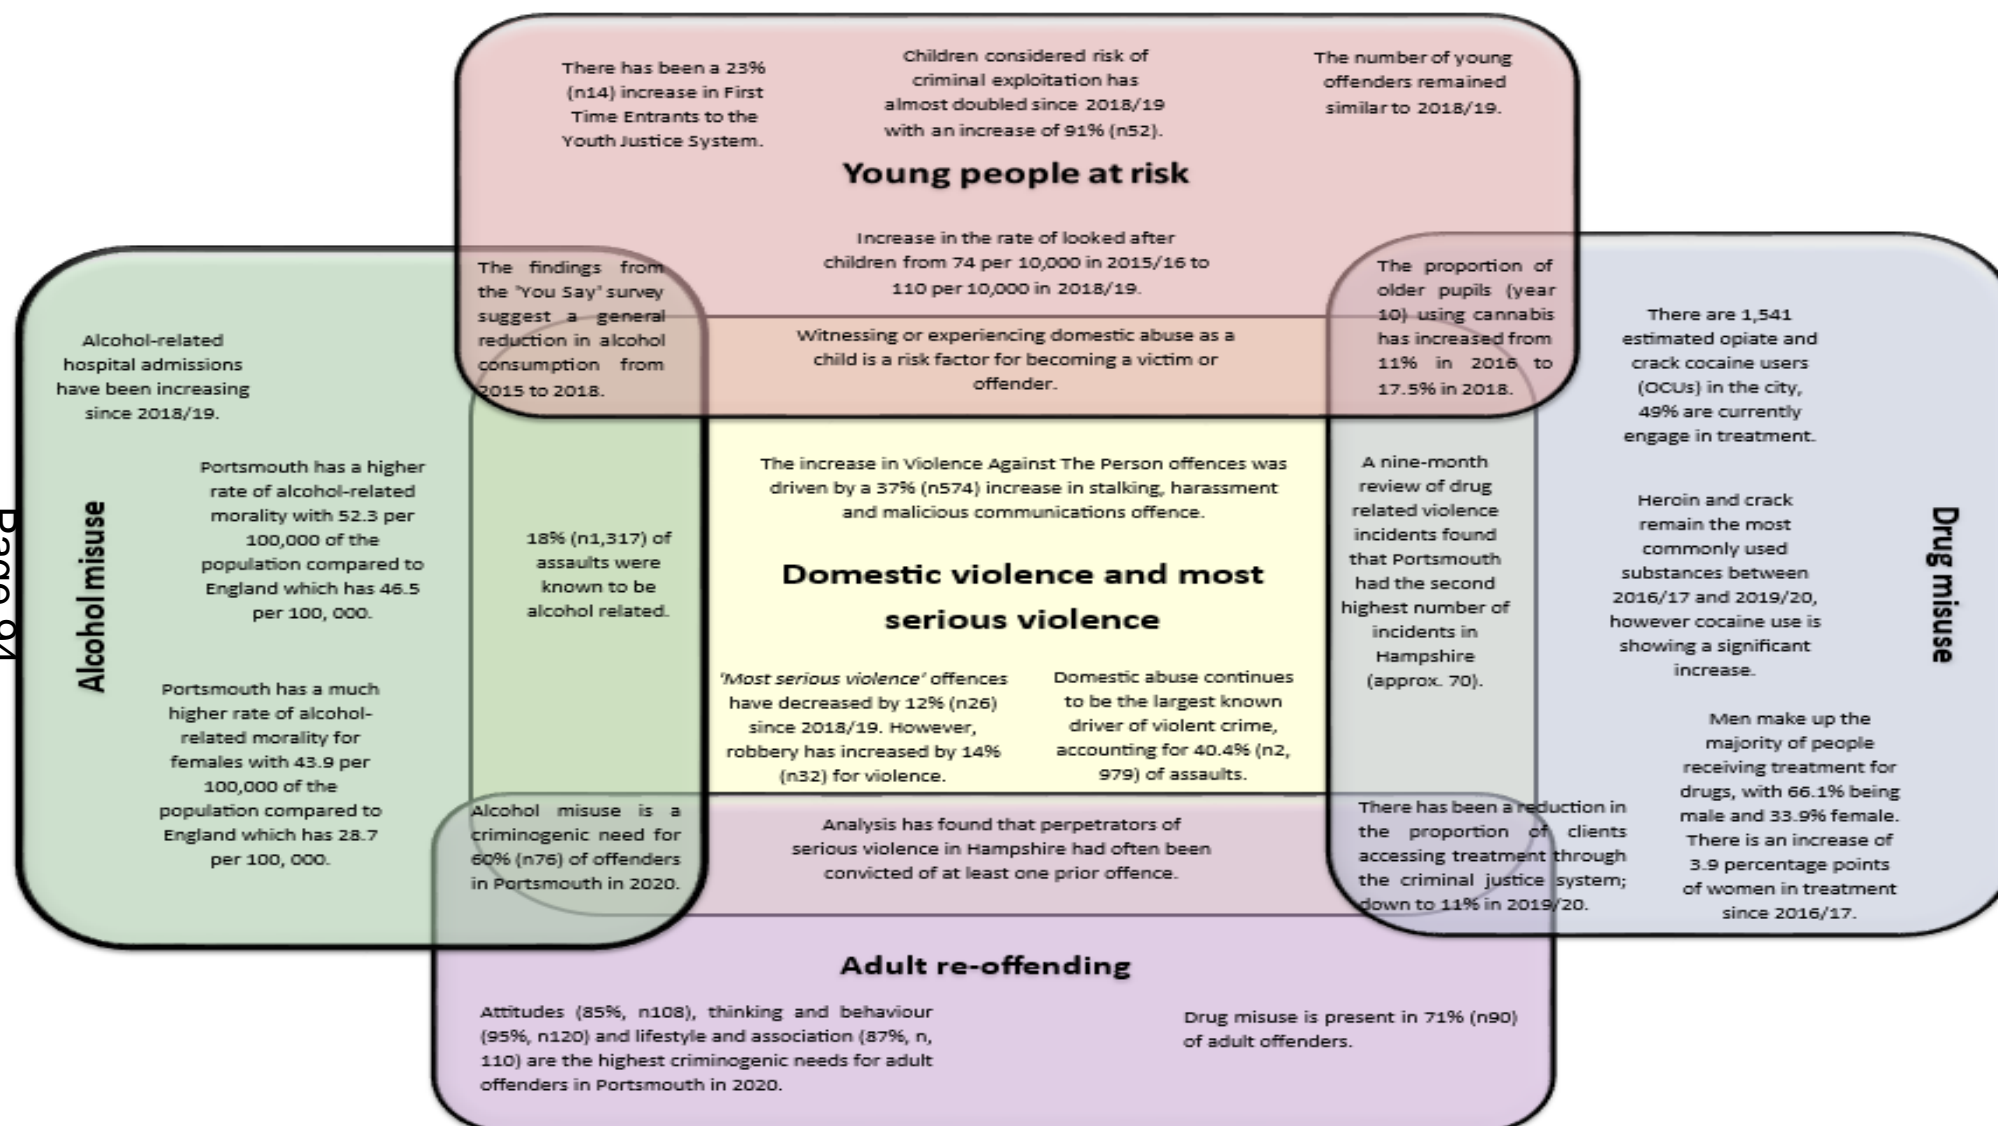 There has been a 23%
(n14) increase in First
Time Entrants to the
Youth Justice System.
Children considered risk of
criminal exploitation has
almost doubled since 2018/19
with an increase of 91% (n52).
The number of young
offenders remained
similar to 2018/19.
Young people at risk
Increase in the rate of looked after
children from 74 per 10,000 in 2015/16 to
110 per 10,000 in 2018/19.
The findings from
the 'You Say' survey
suggest a general
reduction in alcohol
consumption from
2015 to 2018.
Witnessing or experiencing domestic abuse as a
child is a risk factor for becoming a victim or
offender.
The proportion of
older pupils (year
10) using cannabis
has increased from
11% in 2016 to
17.5% in 2018.
Alcohol-related
hospital admissions
have been increasing
since 2018/19.
Portsmouth has a higher
rate of alcohol-related
morality with 52.3 per
100,000 of the
population compared to
England which has 46.5
per 100, 000.
Alcohol misuse
Portsmouth has a much
higher rate of alcohol-
related morality for
females with 43.9 per
100,000 of the
population compared to
England which has 28.7
per 100, 000.
18% (n1,317) of
assaults were
known to be
alcohol related.
The increase in Violence Against The Person offences was
driven by a 37% (n574) increase in stalking, harassment
and malicious communications offence.
Domestic violence and most
serious violence
'Most serious violence' offences
have decreased by 12% (n26)
since 2018/19. However,
robbery has increased by 14%
(n32) for violence.
Domestic abuse continues
to be the largest known
driver of violent crime,
accounting for 40.4% (n2,
979) of assaults.
A nine-month
review of drug
related violence
incidents found
that Portsmouth
had the second
highest number of
incidents in
Hampshire
(approx. 70).
There are 1,541
estimated opiate and
crack cocaine users
(OCUs) in the city,
49% are currently
engage in treatment.
Heroin and crack
remain the most
commonly used
substances between
2016/17 and 2019/20,
however cocaine use is
showing a significant
increase.
Drug misuse
Men make up the
majority of people
receiving treatment for
drugs, with 66.1% being
male and 33.9% female.
There is an increase of
3.9 percentage points
of women in treatment
since 2016/17.
Alcohol misuse is a
criminogenic need for
60% (n76) of offenders
in Portsmouth in 2020.
Analysis has found that perpetrators of
serious violence in Hampshire had often been
convicted of at least one prior offence.
There has been a reduction in
the proportion of clients
accessing treatment through
the criminal justice system;
down to 11% in 2019/20.
Adult re-offending
Attitudes (85%, n108), thinking and behaviour
(95%, n120) and lifestyle and association (87%, n,
110) are the highest criminogenic needs for adult
offenders in Portsmouth in 2020.
Drug misuse is present in 71% (n90)
of adult offenders.